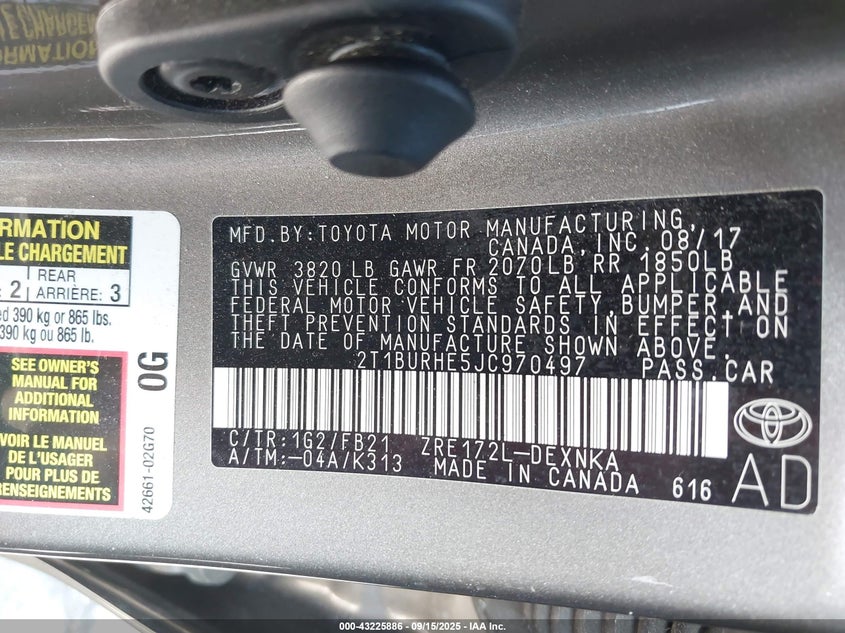 RMATION
LE CHARGEMENT
: 2 REAR
ARRIÈRE: 3
ed 390 kg or 865 lbs.
390 kg ou 865 lb.
SEE OWNER'S
MANUAL FOR
ADDITIONAL
INFORMATION
VOIR LE MANUEL
DE L'USAGER
POUR PLUS DE
RENSEIGNEMENTS
0G
42661-02G70
MFD.BY:TOYOTA MOTOR MANUFACTURING,
CANADA,INC. 08/17
GVWR 3820 LB GAWR FR 2070LB, RR 1850LB
THIS VEHICLE CONFORMS TO ALL APPLICABLE
FEDERAL MOTOR VEHICLE SAFETY,BUMPER,AND
THEFT PREVENTION STANDARDS IN EFFECT ON
THE DATE OF MANUFACTURE SHOWN ABOVE.
2T1BURHE5JC970497 PASS.CAR
C/TR:1G2/FB21 ZRE172L-DEXNKA
A/TM:-04A/K313 MADE IN CANADA 616
AD
000-43225886 - 09/15/2025 - IAA Inc.